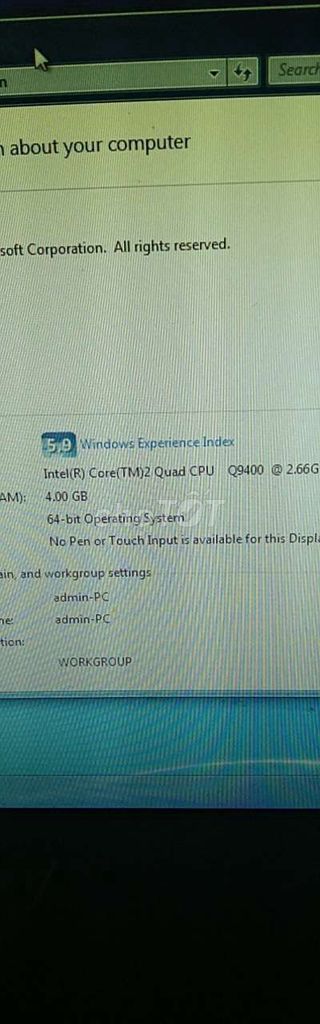 n
Search
n about your computer
soft Corporation. All rights reserved.
5.9 Windows Experience Index
Intel(R) Core(TM)2 Quad CPU Q9400 @ 2.66G
AM): 4.00 GB
64-bit Operating System
TỐT
No Pen or Touch Input is available for this Displa
ain, and workgroup settings
admin-PC
ne: admin-PC
tion:
WORKGROUP